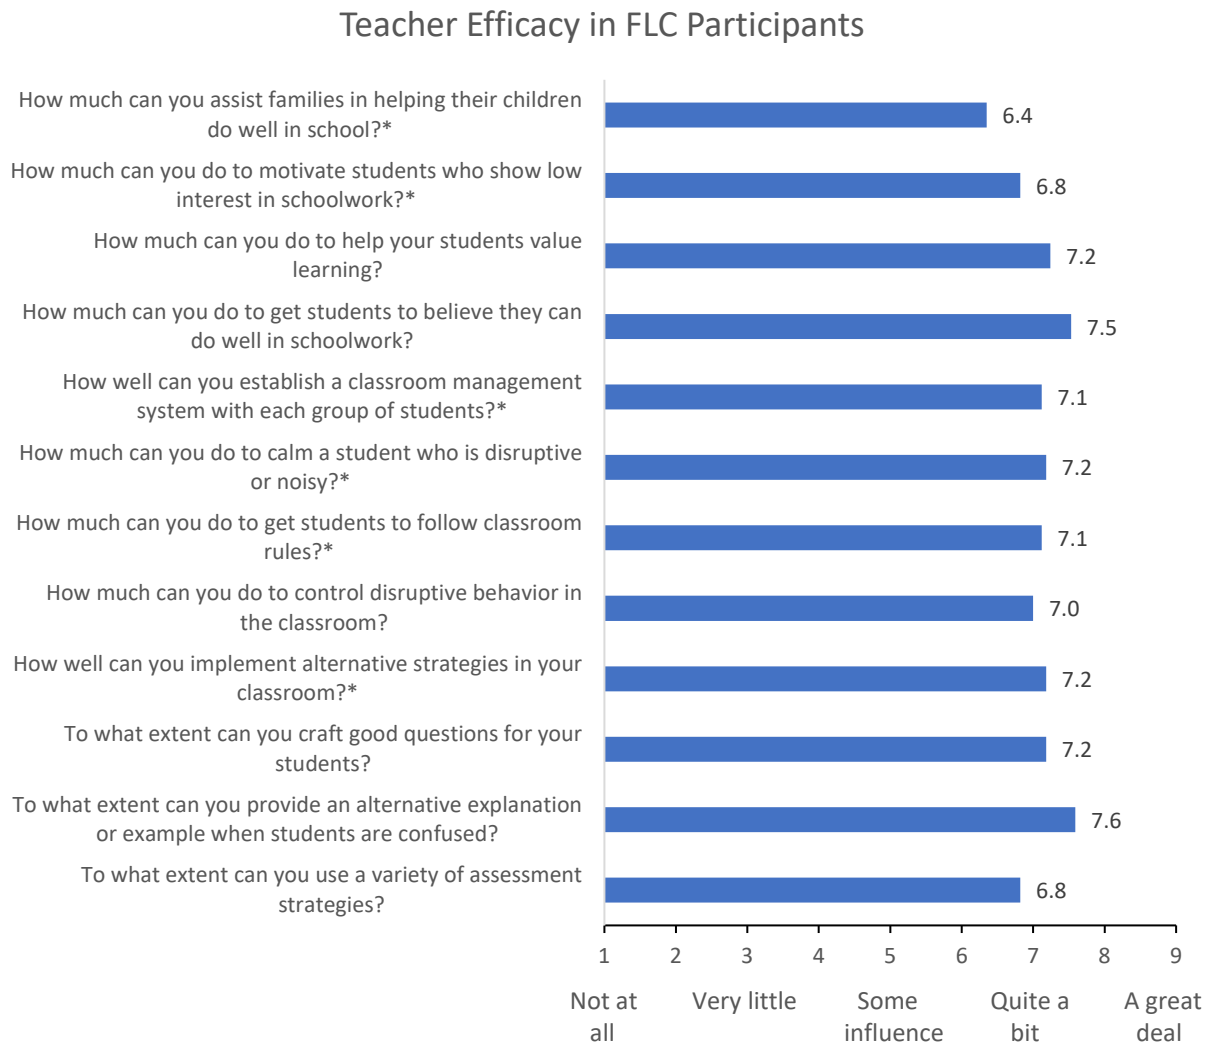 Teacher Efficacy in FLC Participants
How much can you assist families in helping their children
do well in school?*
6.4
How much can you do to motivate students who show low
interest in schoolwork?*
6.8
How much can you do to help your students value
learning?
7.2
How much can you do to get students to believe they can
do well in schoolwork?
7.5
How well can you establish a classroom management
system with each group of students?*
7.1
How much can you do to calm a student who is disruptive
or noisy?*
7.2
How much can you do to get students to follow classroom
rules?*
7.1
How much can you do to control disruptive behavior in
the classroom?
7.0
How well can you implement alternative strategies in your
classroom?*
7.2
To what extent can you craft good questions for your
students?
7.2
To what extent can you provide an alternative explanation
or example when students are confused?
7.6
To what extent can you use a variety of assessment
strategies?
6.8
1 2 3 4 5 6 7 8 9
Not at Very little Some Quite a A great
all influence bit deal